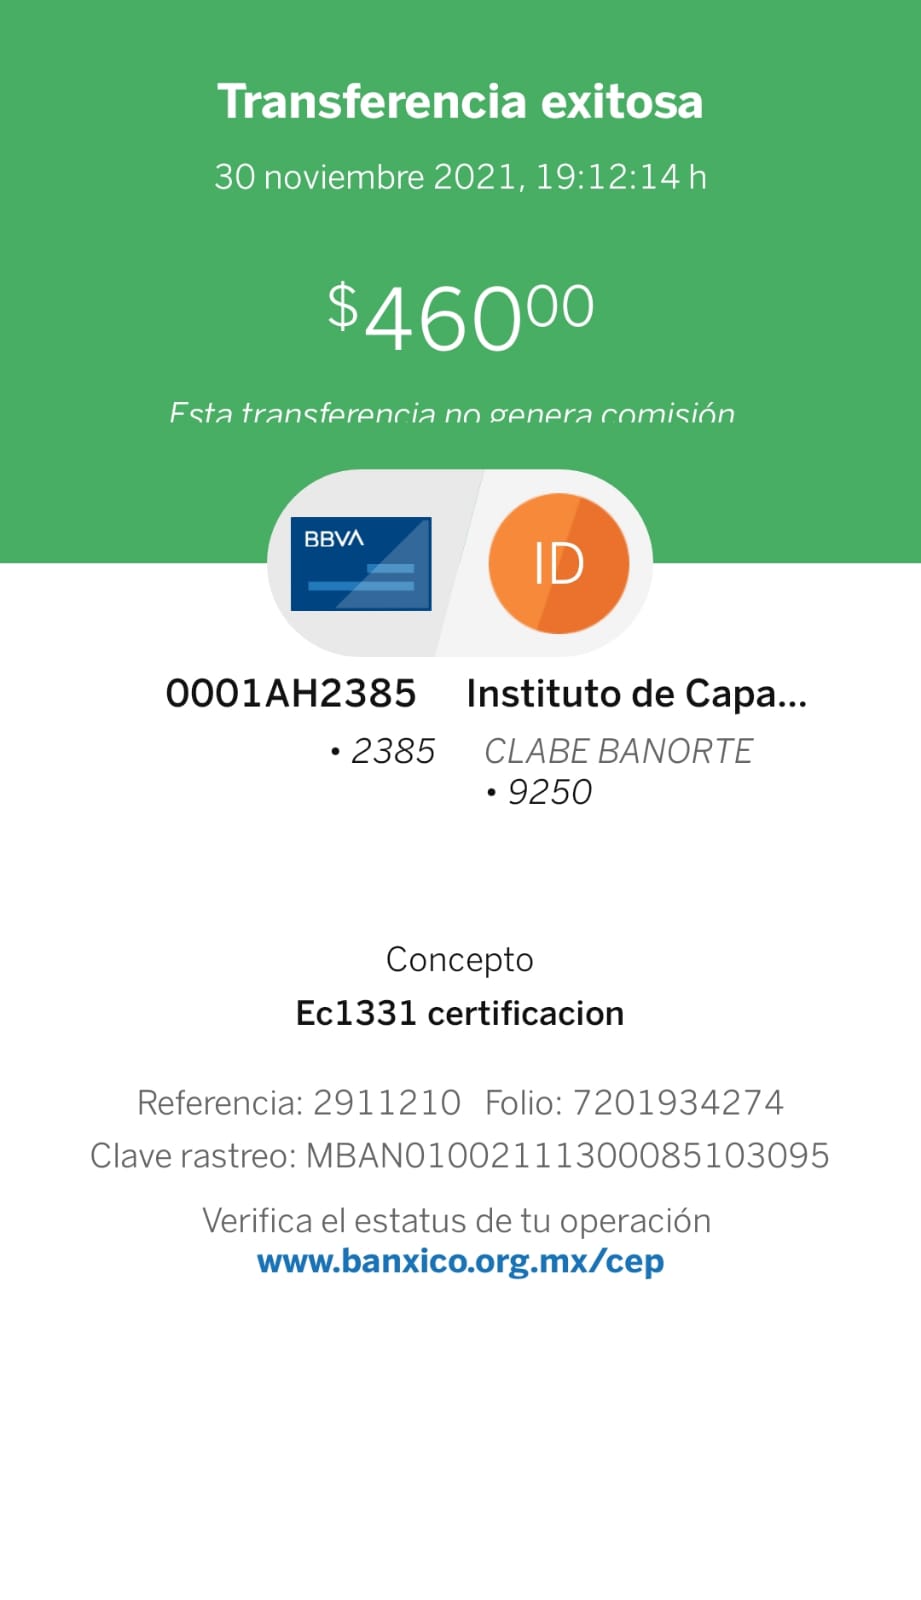 Transferencia exitosa
30 noviembre 2021, 19:12:14 h
$46000
Esta transferencia no genera comisión
BBVA
ID
0001AH2385 Instituto de Capa...
• 2385 CLABE BANORTE
• 9250
Concepto
Ec1331 certificacion
Referencia: 2911210 Folio: 7201934274
Clave rastreo: MBAN01002111300085103095
Verifica el estatus de tu operación
www.banxico.org.mx/cep